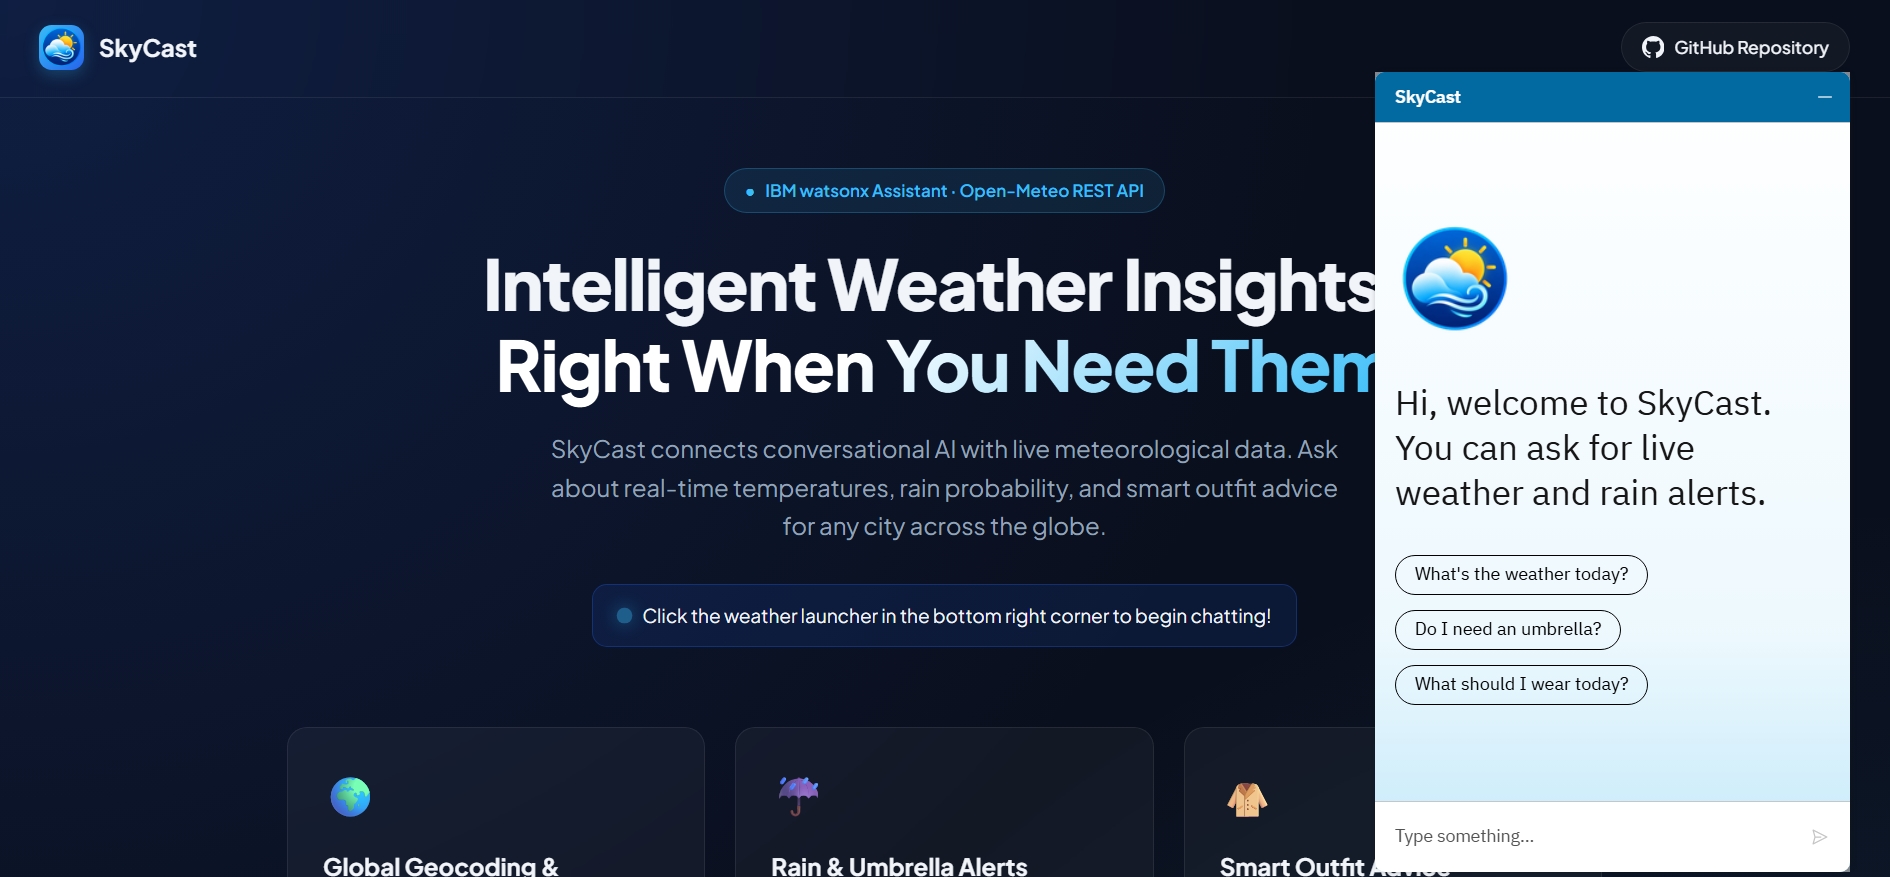 SkyCast
GitHub Repository
IBM watsonx Assistant · Open-Meteo REST API
Intelligent Weather Insights
Right When You Need Them
SkyCast connects conversational AI with live meteorological data. Ask
about real-time temperatures, rain probability, and smart outfit advice
for any city across the globe.
Click the weather launcher in the bottom right corner to begin chatting!
Global Geocoding &
Rain & Umbrella Alerts
Smart Outfit Advice
SkyCast
Hi, welcome to SkyCast.
You can ask for live
weather and rain alerts.
What's the weather today?
Do I need an umbrella?
What should I wear today?
Type something...